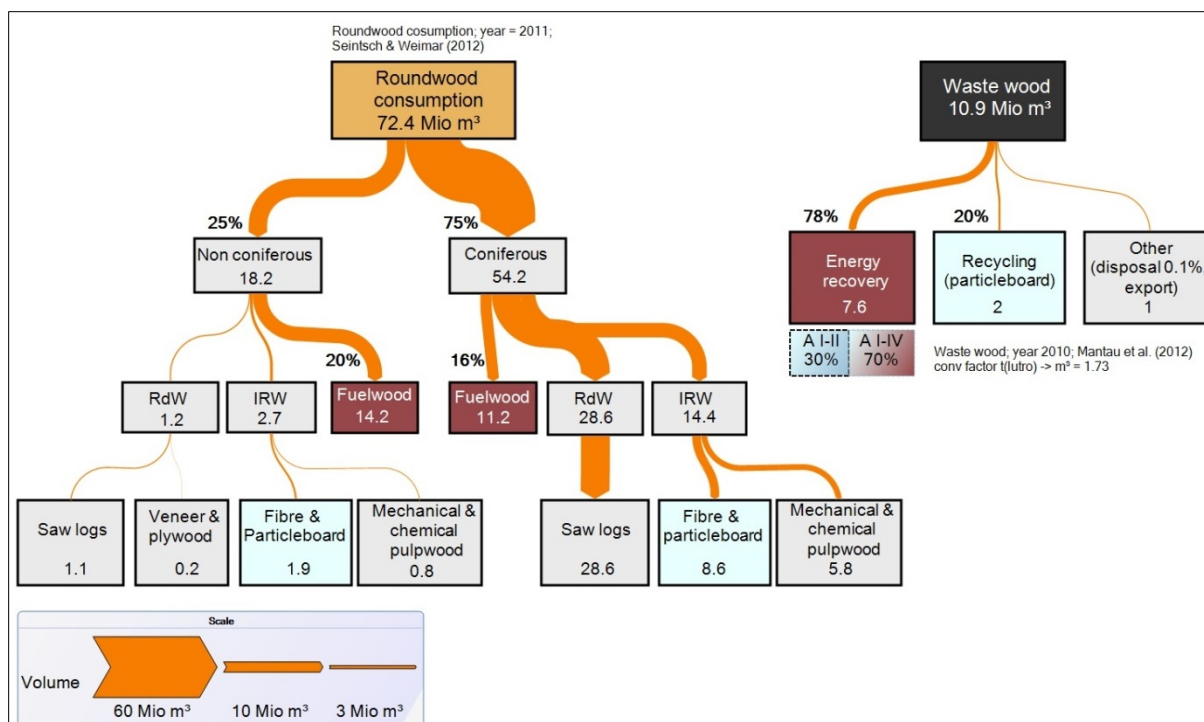 Roundwood cosumption; year = 2011;
Seintsch & Weimar (2012)
Roundwood
consumption
72.4 Mio m³
Waste wood
10.9 Mio m³
25%
75%
78%
20%
Non coniferous
18.2
Coniferous
54.2
Energy
recovery
7.6
Recycling
(particleboard)
2
Other
(disposal 0.1%
export)
1
A I-II
30%
A I-IV
70%
Waste wood; year 2010; Mantau et al. (2012)
conv factor t(lutro) -> m³ = 1.73
20%
16%
RdW
1.2
IRW
2.7
Fuelwood
14.2
Fuelwood
11.2
RdW
28.6
IRW
14.4
Saw logs
1.1
Veneer &
plywood
0.2
Fibre &
Particleboard
1.9
Mechanical &
chemical
pulpwood
0.8
Saw logs
28.6
Fibre &
particleboard
8.6
Mechanical &
chemical
pulpwood
5.8
Scale
Volume
60 Mio m³
10 Mio m³
3 Mio m³